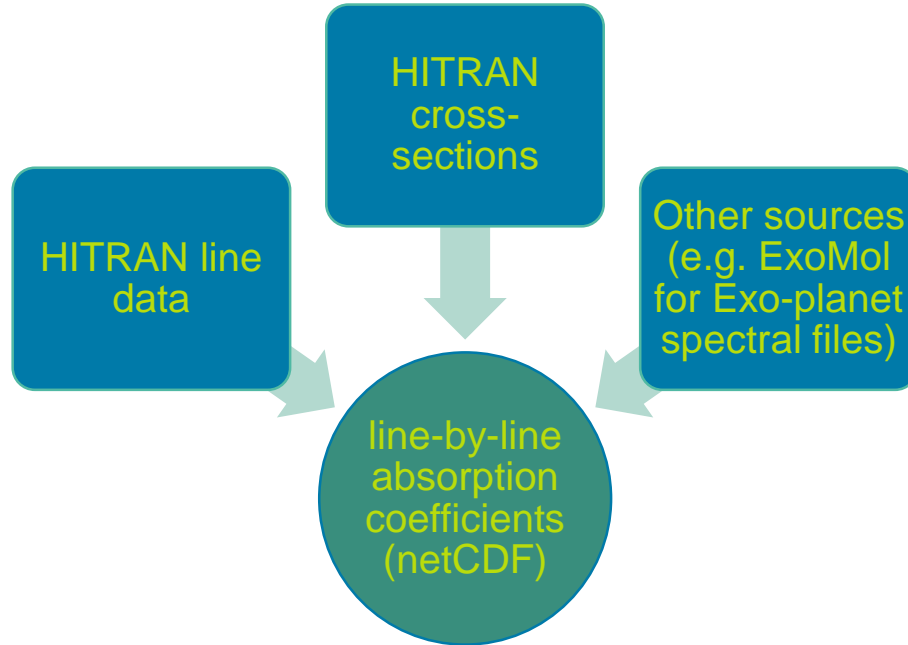 HITRAN
cross-
sections
HITRAN line
data
Other sources
(e.g. ExoMol
for Exo-planet
spectral files)
line-by-line
absorption
coefficients
(netCDF)